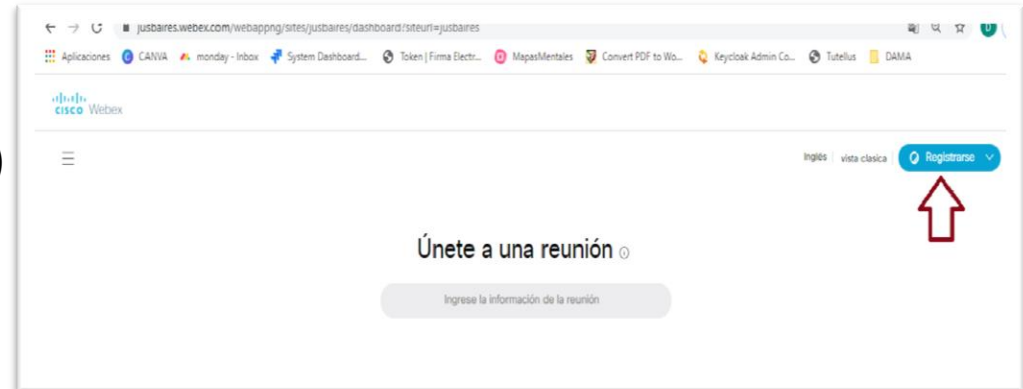 jusbaires.webex.com/webappng/sites/jusbaires/dashboard?siteurl=jusbaires
Aplicaciones CANVA monday - Inbox System Dashboard... Token | Firma Electr... MapasMentales Convert PDF to Wo... Keycloak Admin Co... Tutellus DAMA
CISCO Webex
Inglés vista clasica Registrarse
Únete a una reunión
Ingrese la información de la reunión